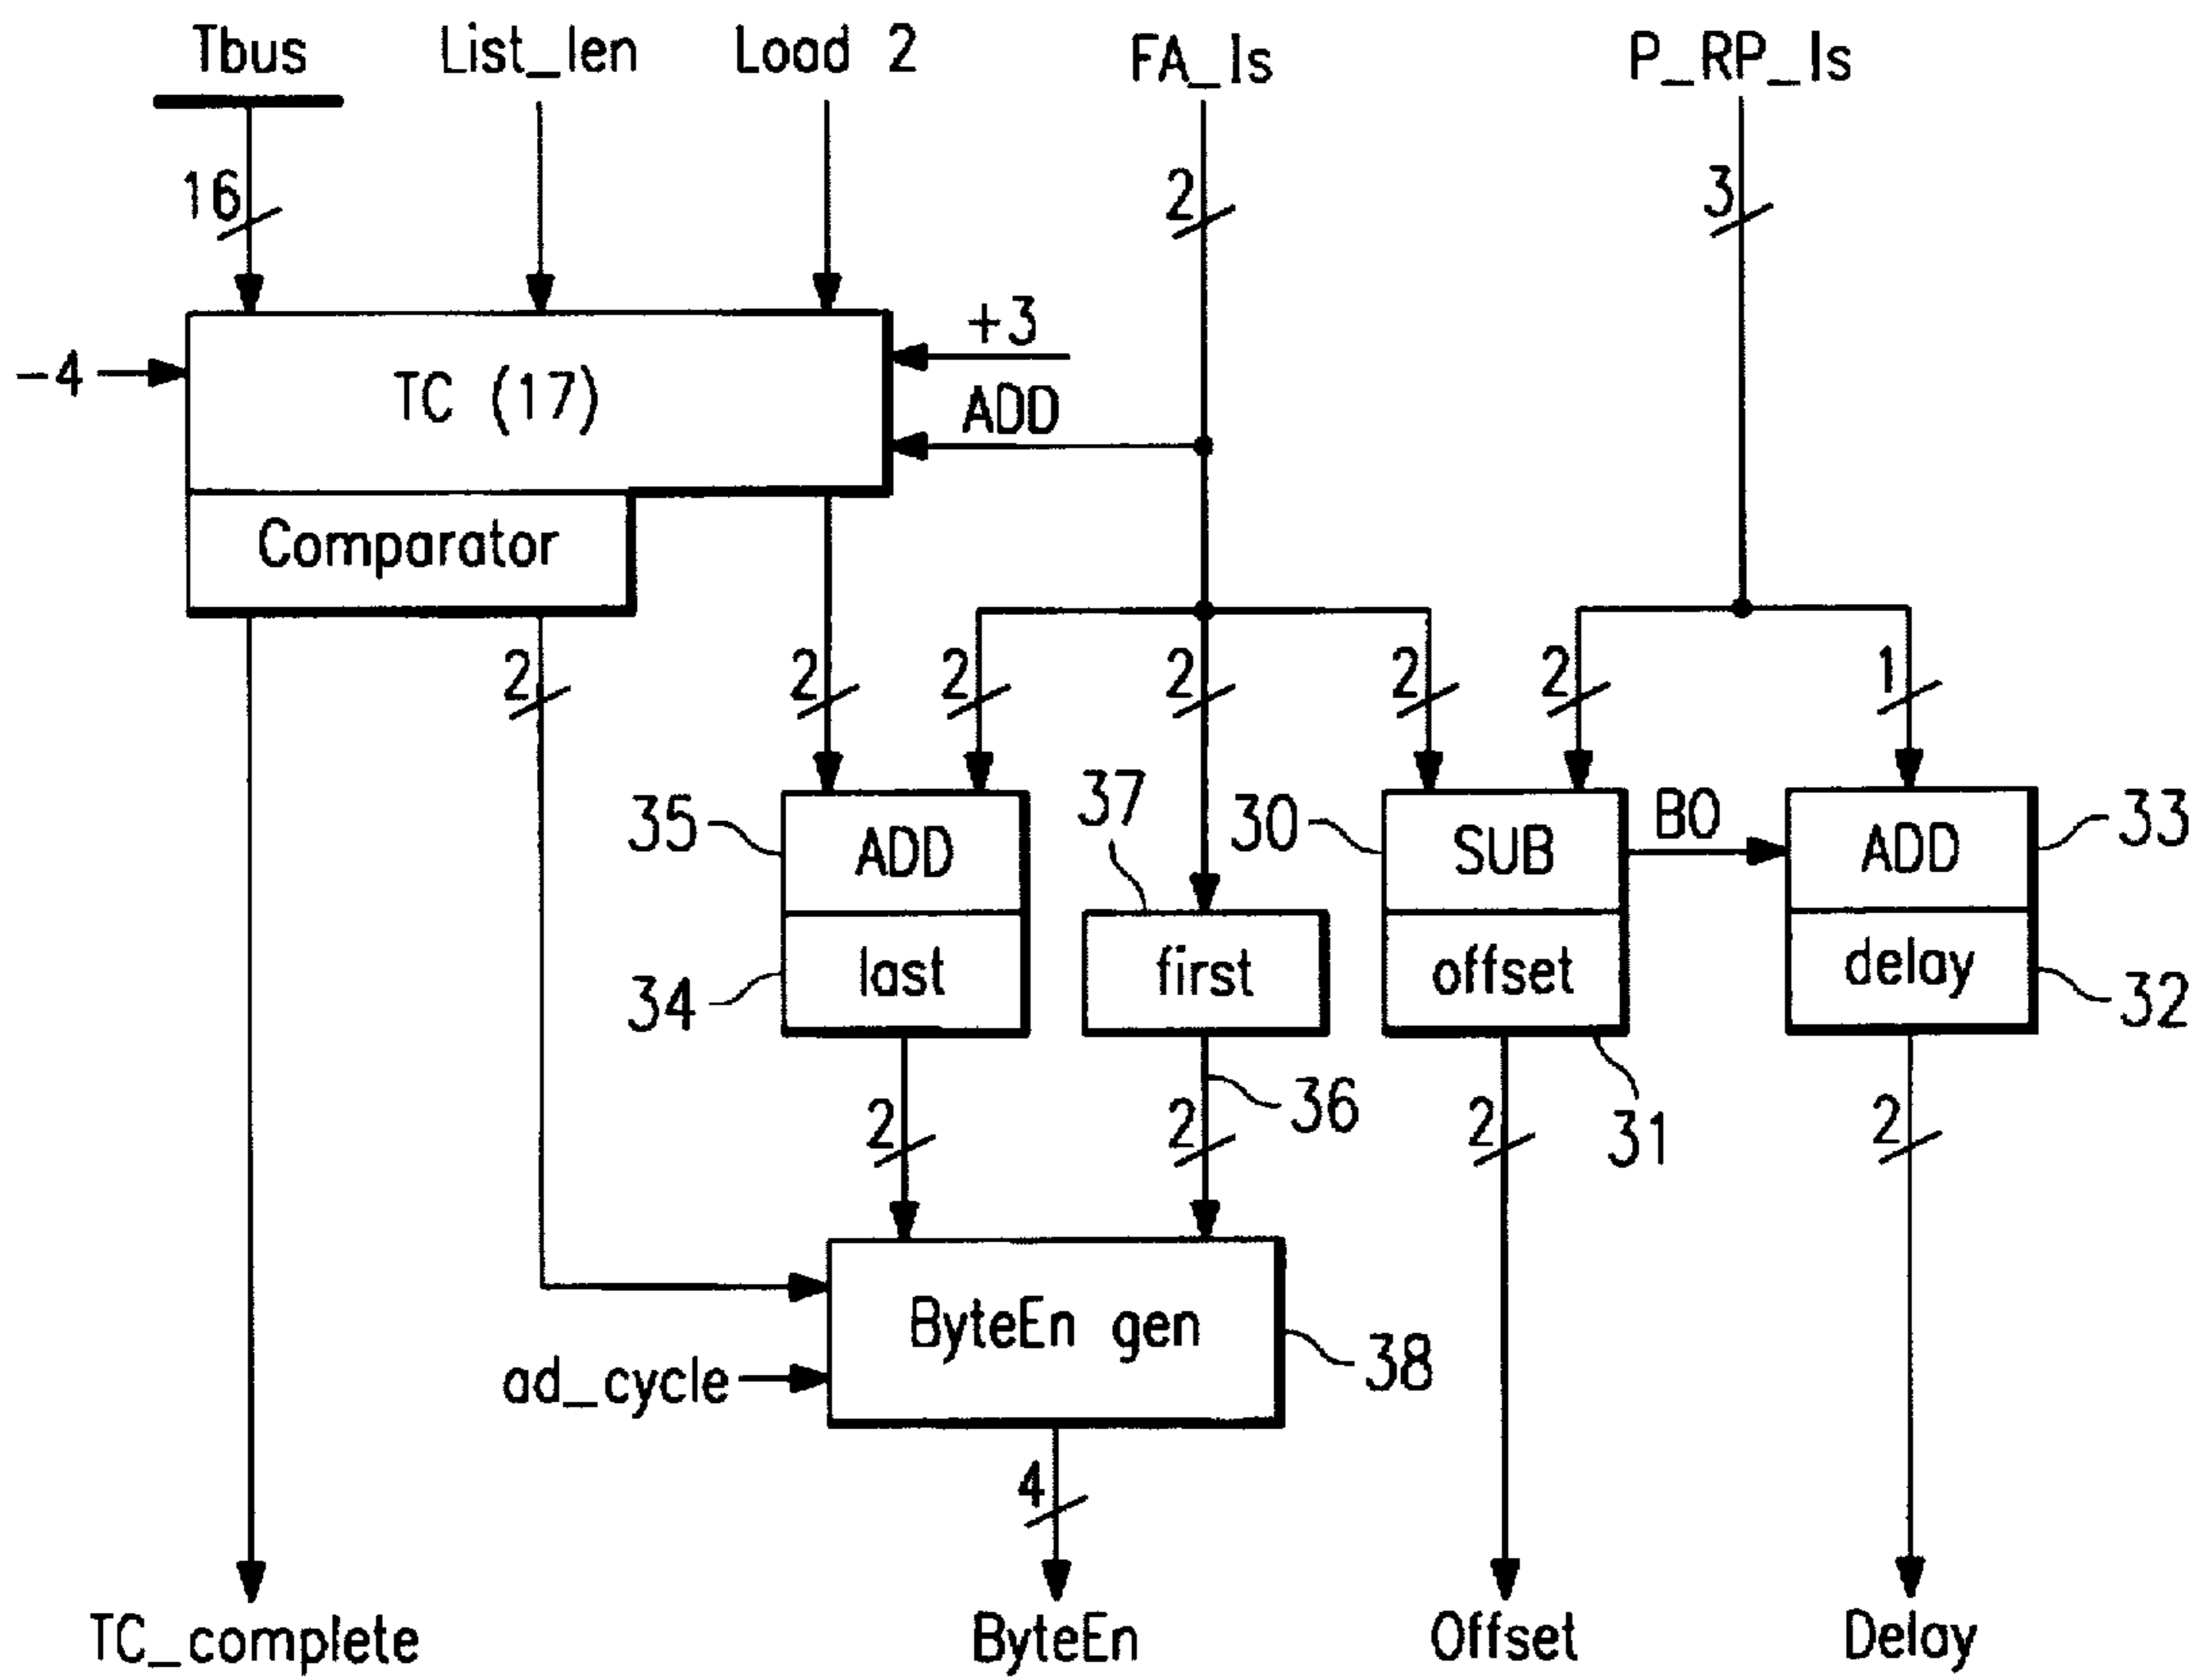 Tbus List_len Load 2 FA_ls P_RP_ls
16 2 3
+3
-4 TC (17) ADD
Comparator
2 2 2 2 2 2 1
35 ADD 37 30 SUB BO ADD 33
34 last first offset delay 32
2 2 36 2 31 2
ByteEn gen 38
ad_cycle
4
TC_complete ByteEn Offset Delay